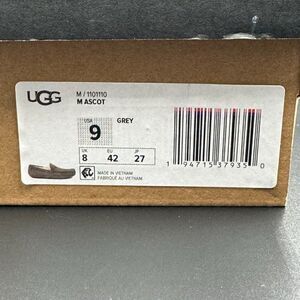 UGG
M / 1101110
M ASCOT
USA
9
GREY
UK EU JP
8 42 27
MADE IN VIETNAM
FABRIQUÉ AU VIETNAM
1 94715 37935 0